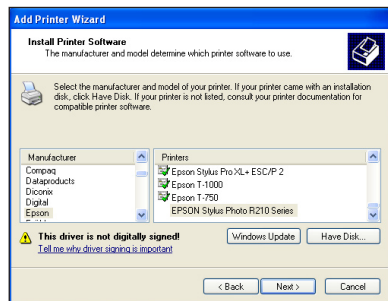 Add Printer Wizard
Install Printer Software
The manufacturer and model determine which printer software to use.
Select the manufacturer and model of your printer. If your printer came with an installation
disk, click Have Disk. If your printer is not listed, consult your printer documentation for
compatible printer software.
Manufacturer
Compaq
Dataproducts
Diconix
Digital
Epson
Printers
Epson Stylus Pro XL+ ESC/P 2
Epson T-1000
Epson T-750
EPSON Stylus Photo R210 Series
This driver is not digitally signed!
Tell me why driver signing is important
Windows Update
Have Disk...
< Back
Next >
Cancel